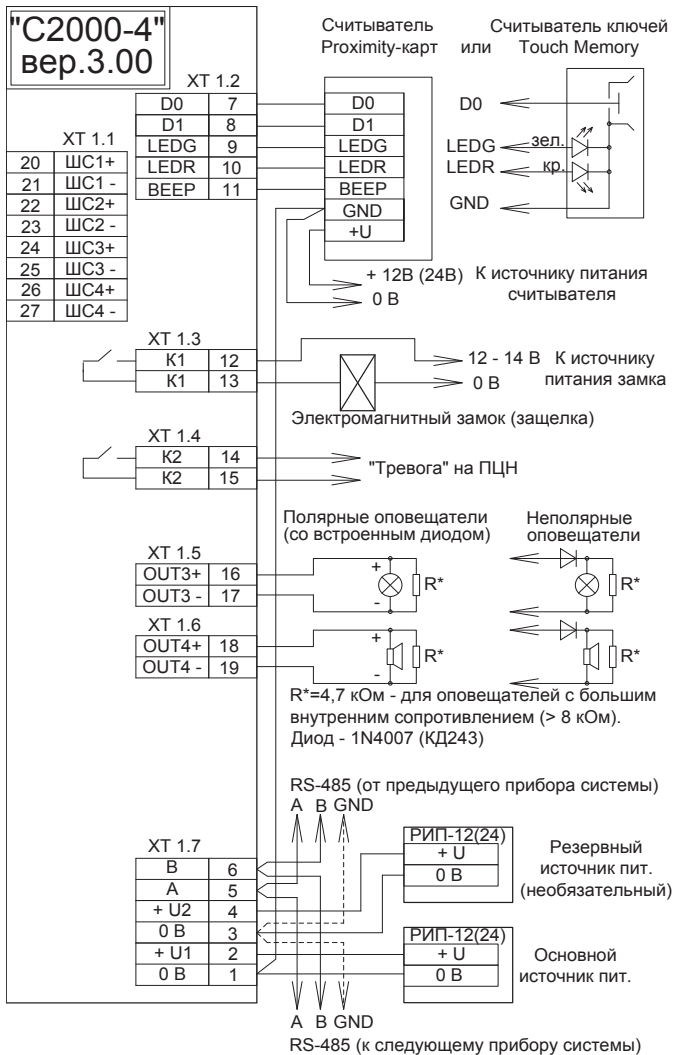 "С2000-4"
вер.3.00
XT 1.2
D0 7
D1 8
LEDG 9
LEDR 10
BEEP 11
XT 1.1
20 ШС1+
21 ШС1 -
22 ШС2+
23 ШС2 -
24 ШС3+
25 ШС3 -
26 ШС4+
27 ШС4 -
Считыватель
Proximity-карт
или
Считыватель ключей
Touch Memory
D0
D1
LEDG
LEDR
BEEP
GND
+U
D0
LEDG
зел.
LEDR
кр.
GND
+ 12В (24В)
0 В
К источнику питания
считывателя
XT 1.3
К1 12
К1 13
12 - 14 В
0 В
К источнику
питания замка
Электромагнитный замок (защелка)
XT 1.4
К2 14
К2 15
"Тревога" на ПЦН
Полярные оповещатели
(со встроенным диодом)
Неполярные
оповещатели
XT 1.5
OUT3+ 16
OUT3 - 17
+
-
R*
R*
XT 1.6
OUT4+ 18
OUT4 - 19
+
-
R*
R*
R*=4,7 кОм - для оповещателей с большим
внутренним сопротивлением (> 8 кОм).
Диод - 1N4007 (КД243)
RS-485 (от предыдущего прибора системы)
A B GND
XT 1.7
B 6
A 5
+ U2 4
0 В 3
+ U1 2
0 В 1
РИП-12(24)
+ U
0 В
Резервный
источник пит.
(необязательный)
РИП-12(24)
+ U
0 В
Основной
источник пит.
A B GND
RS-485 (к следующему прибору системы)